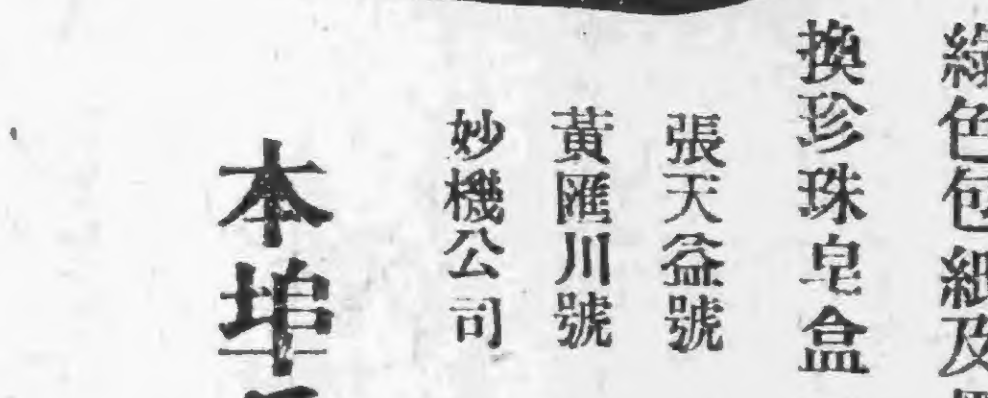 綠色包紙及
換珍珠皂盒
張天益號
黃匯川號
妙機公司
本埠